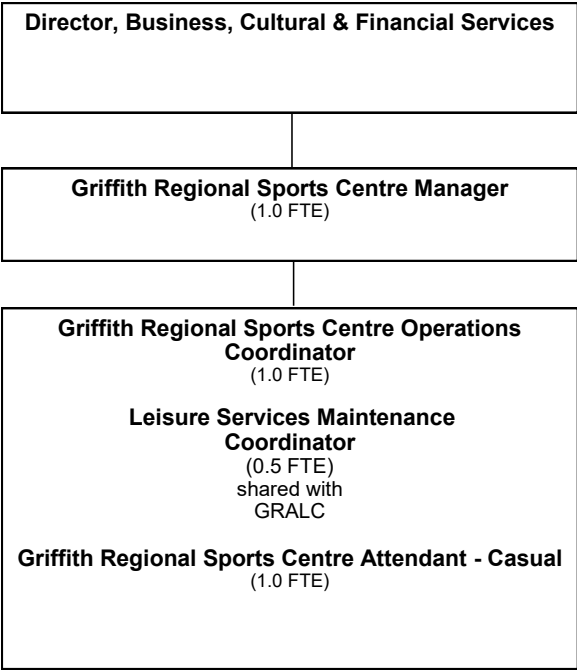 Director, Business, Cultural & Financial Services
Griffith Regional Sports Centre Manager
(1.0 FTE)
Griffith Regional Sports Centre Operations
Coordinator
(1.0 FTE)
Leisure Services Maintenance
Coordinator
(0.5 FTE)
shared with
GRALC
Griffith Regional Sports Centre Attendant - Casual
(1.0 FTE)